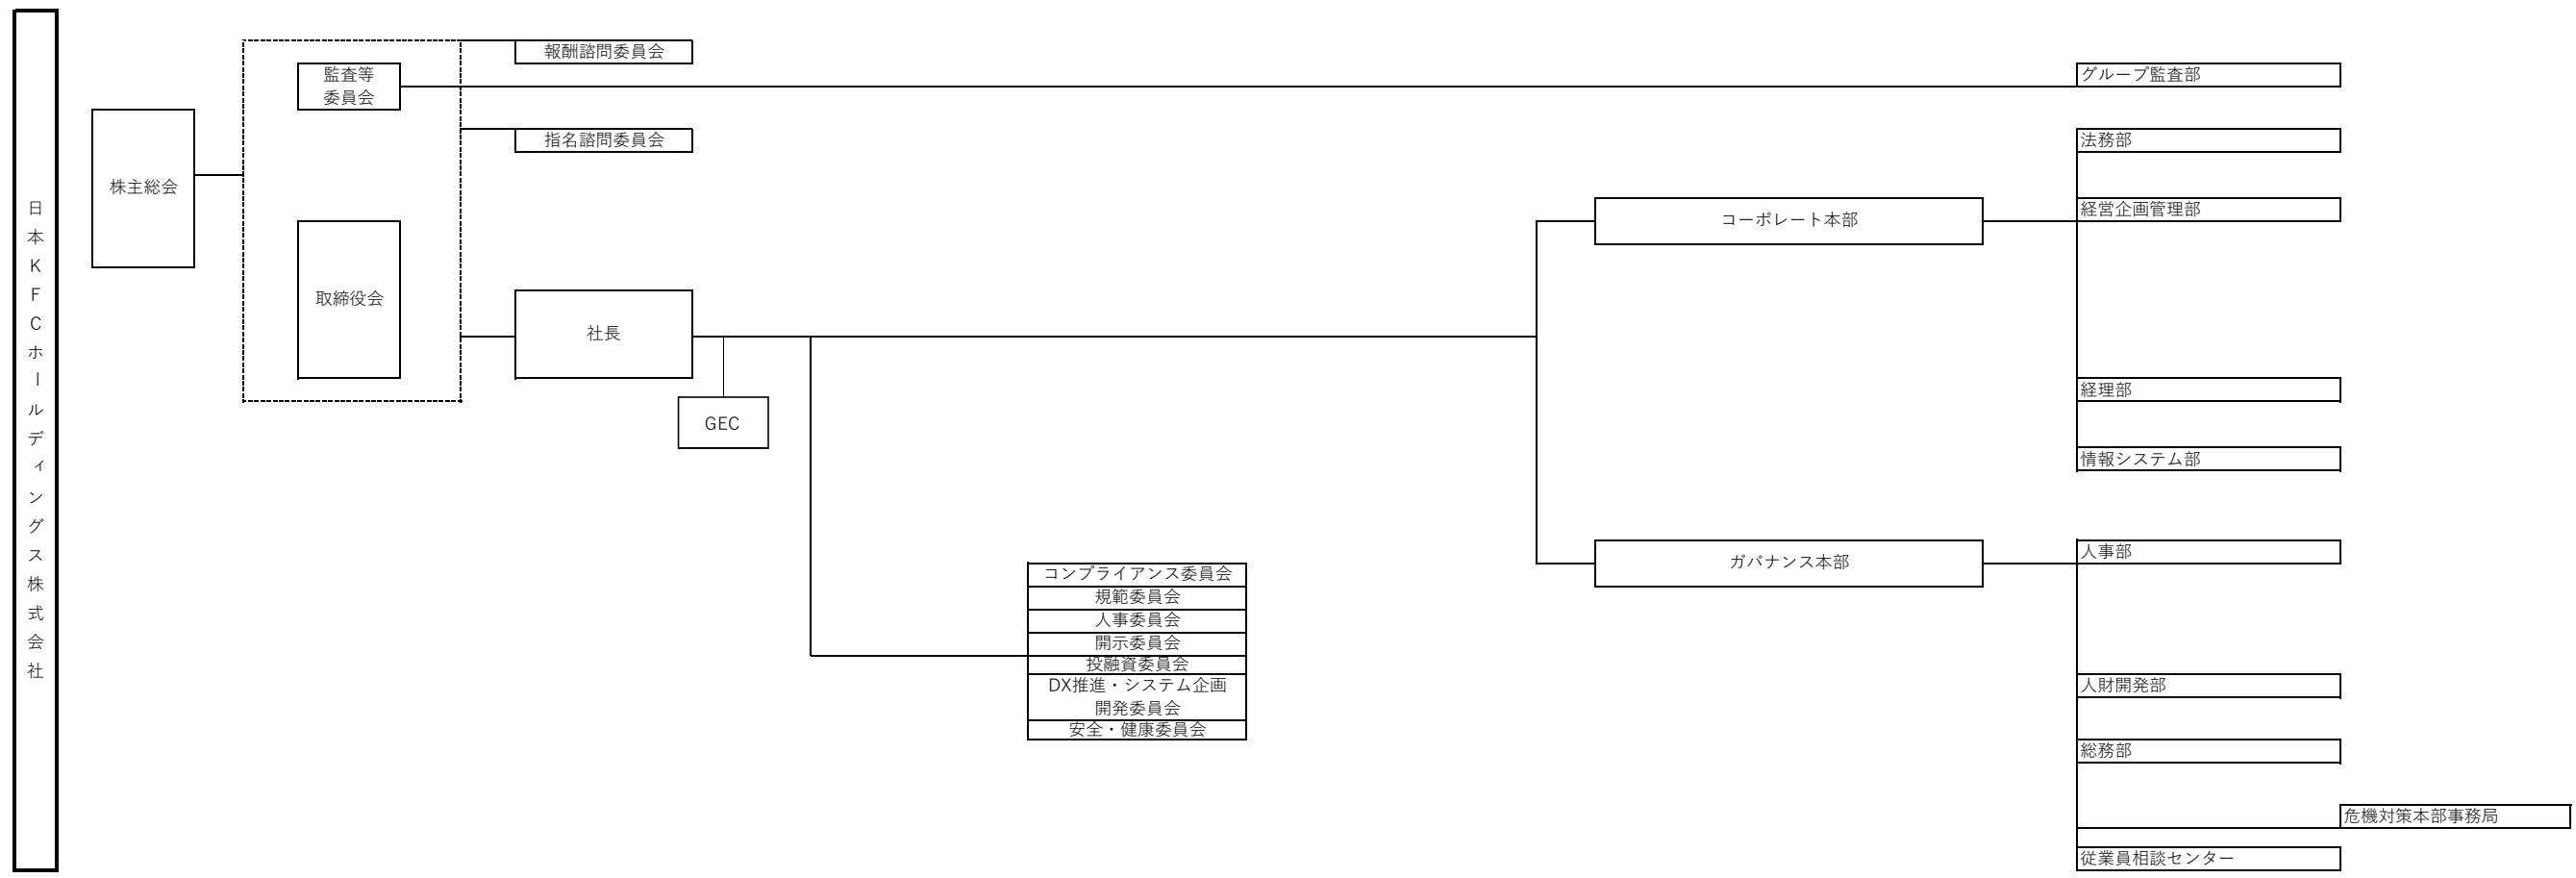 日本KFCホールディングス株式会社
株主総会
監査等
委員会
取締役会
報酬諮問委員会
指名諮問委員会
社長
GEC
コンプライアンス委員会
規範委員会
人事委員会
開示委員会
投融資委員会
DX推進・システム企画
開発委員会
安全・健康委員会
コーポレート本部
ガバナンス本部
グループ監査部
法務部
経営企画管理部
経理部
情報システム部
人事部
人財開発部
総務部
危機対策本部事務局
従業員相談センター